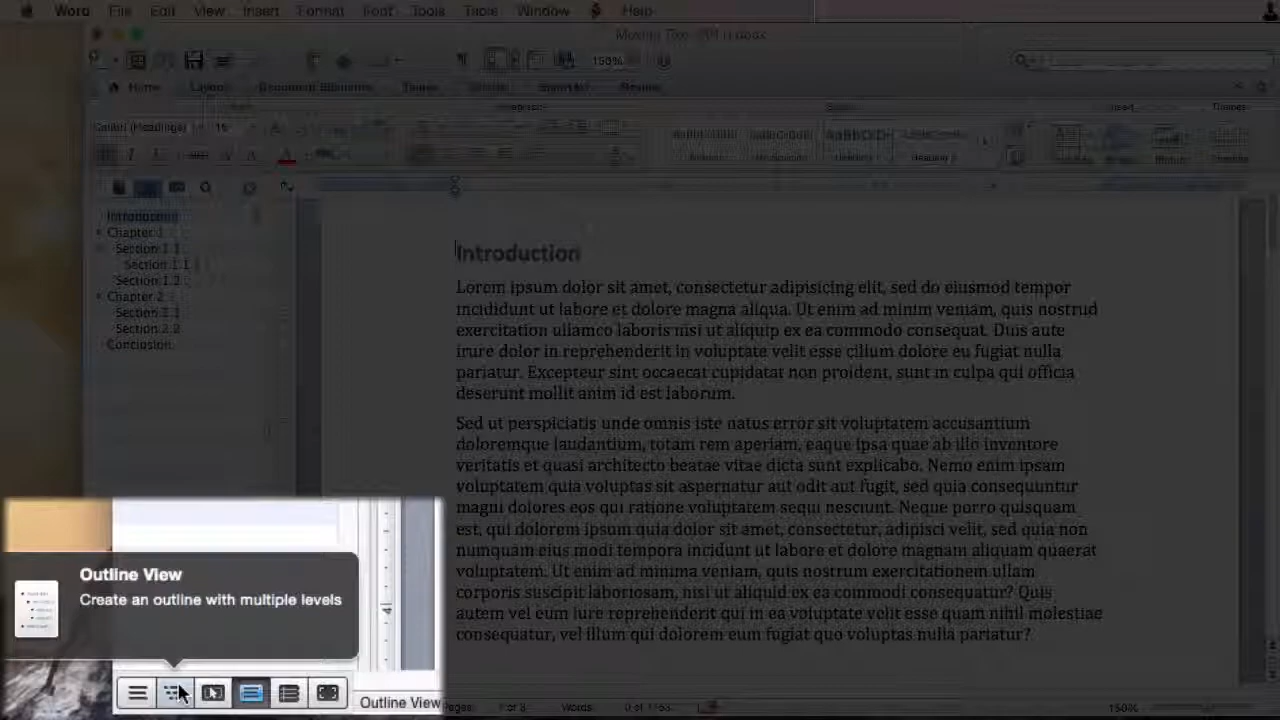 Word File Edit View Insert Format Font Tools Table Window Help
150%
Home Layout Document Elements Tables Review
Calibri (Headings)
Introduction
Chapter 1
Section 1.1
Section 1.1.1
Section 1.2
Chapter 2
Section 2.1
Section 2.2
Conclusion
Introduction
Lorem ipsum dolor sit amet, consectetur adipisicing elit, sed do eiusmod tempor
incididunt ut labore et dolore magna aliqua. Ut enim ad minim veniam, quis nostrud
exercitation ullamco laboris nisi ut aliquip ex ea commodo consequat. Duis aute
irure dolor in reprehenderit in voluptate velit esse cillum dolore eu fugiat nulla
pariatur. Excepteur sint occaecat cupidatat non proident, sunt in culpa qui officia
deserunt mollit anim id est laborum.
Sed ut perspiciatis unde omnis iste natus error sit voluptatem accusantium
doloremque laudantium, totam rem aperiam, eaque ipsa quae ab illo inventore
veritatis et quasi architecto beatae vitae dicta sunt explicabo. Nemo enim ipsam
voluptatem quia voluptas sit aspernatur aut odit aut fugit, sed quia consequuntur
magni dolores eos qui ratione voluptatem sequi nesciunt. Neque porro quisquam
est, qui dolorem ipsum quia dolor sit amet, consectetur, adipisci velit, sed quia non
numquam eius modi tempora incidunt ut labore et dolore magnam aliquam quaerat
voluptatem. Ut enim ad minima veniam, quis nostrum exercitationem ullam
corporis suscipit laboriosam, nisi ut aliquid ex ea commodi consequatur? Quis
autem vel eum iure reprehenderit qui in ea voluptate velit esse quam nihil molestiae
consequatur, vel illum qui dolorem eum fugiat quo voluptas nulla pariatur?
Outline View
Create an outline with multiple levels
4
Outline View Pages: Words: 150%